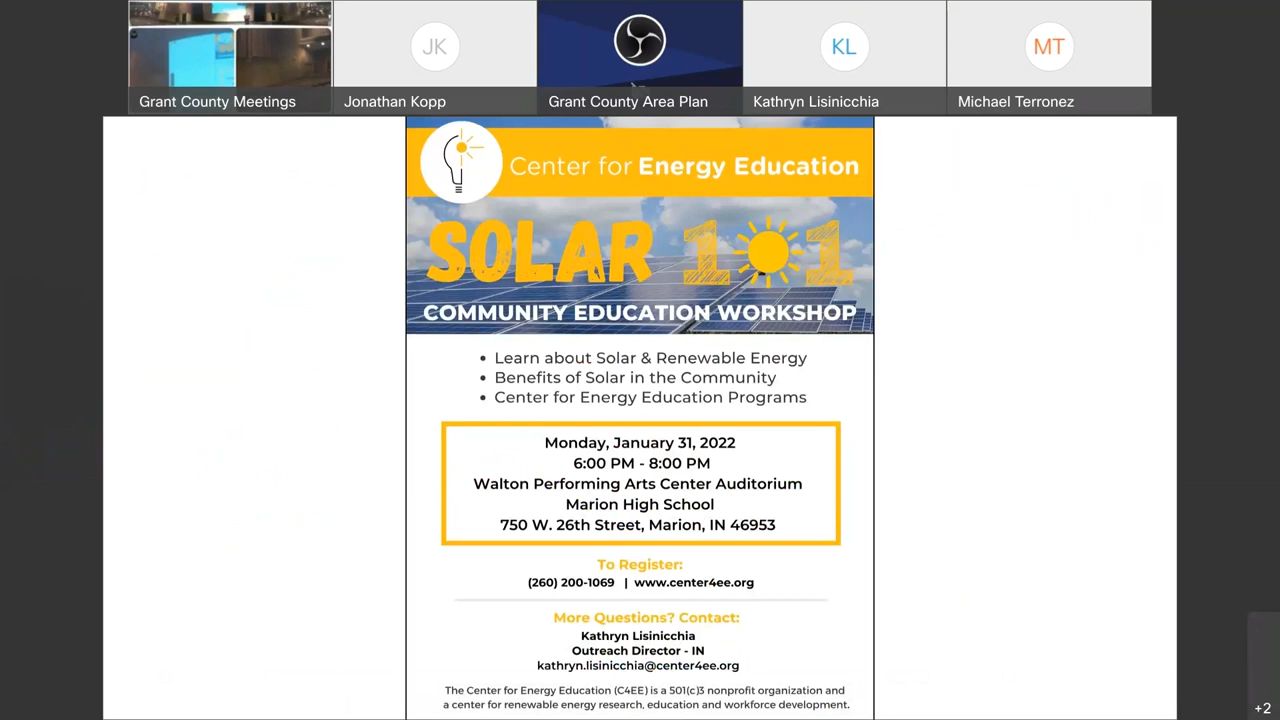 JK
KL
MT
Grant County Meetings
Jonathan Kopp
Grant County Area Plan
Kathryn Lisinicchia
Michael Terronez
Center for Energy Education
SOLAR 101
COMMUNITY EDUCATION WORKSHOP
• Learn about Solar & Renewable Energy
• Benefits of Solar in the Community
• Center for Energy Education Programs
Monday, January 31, 2022
6:00 PM - 8:00 PM
Walton Performing Arts Center Auditorium
Marion High School
750 W. 26th Street, Marion, IN 46953
To Register:
(260) 200-1069 | www.center4ee.org
More Questions? Contact:
Kathryn Lisinicchia
Outreach Director - IN
kathryn.lisinicchia@center4ee.org
The Center for Energy Education (C4EE) is a 501(c)3 nonprofit organization and
a center for renewable energy research, education and workforce development.
+2